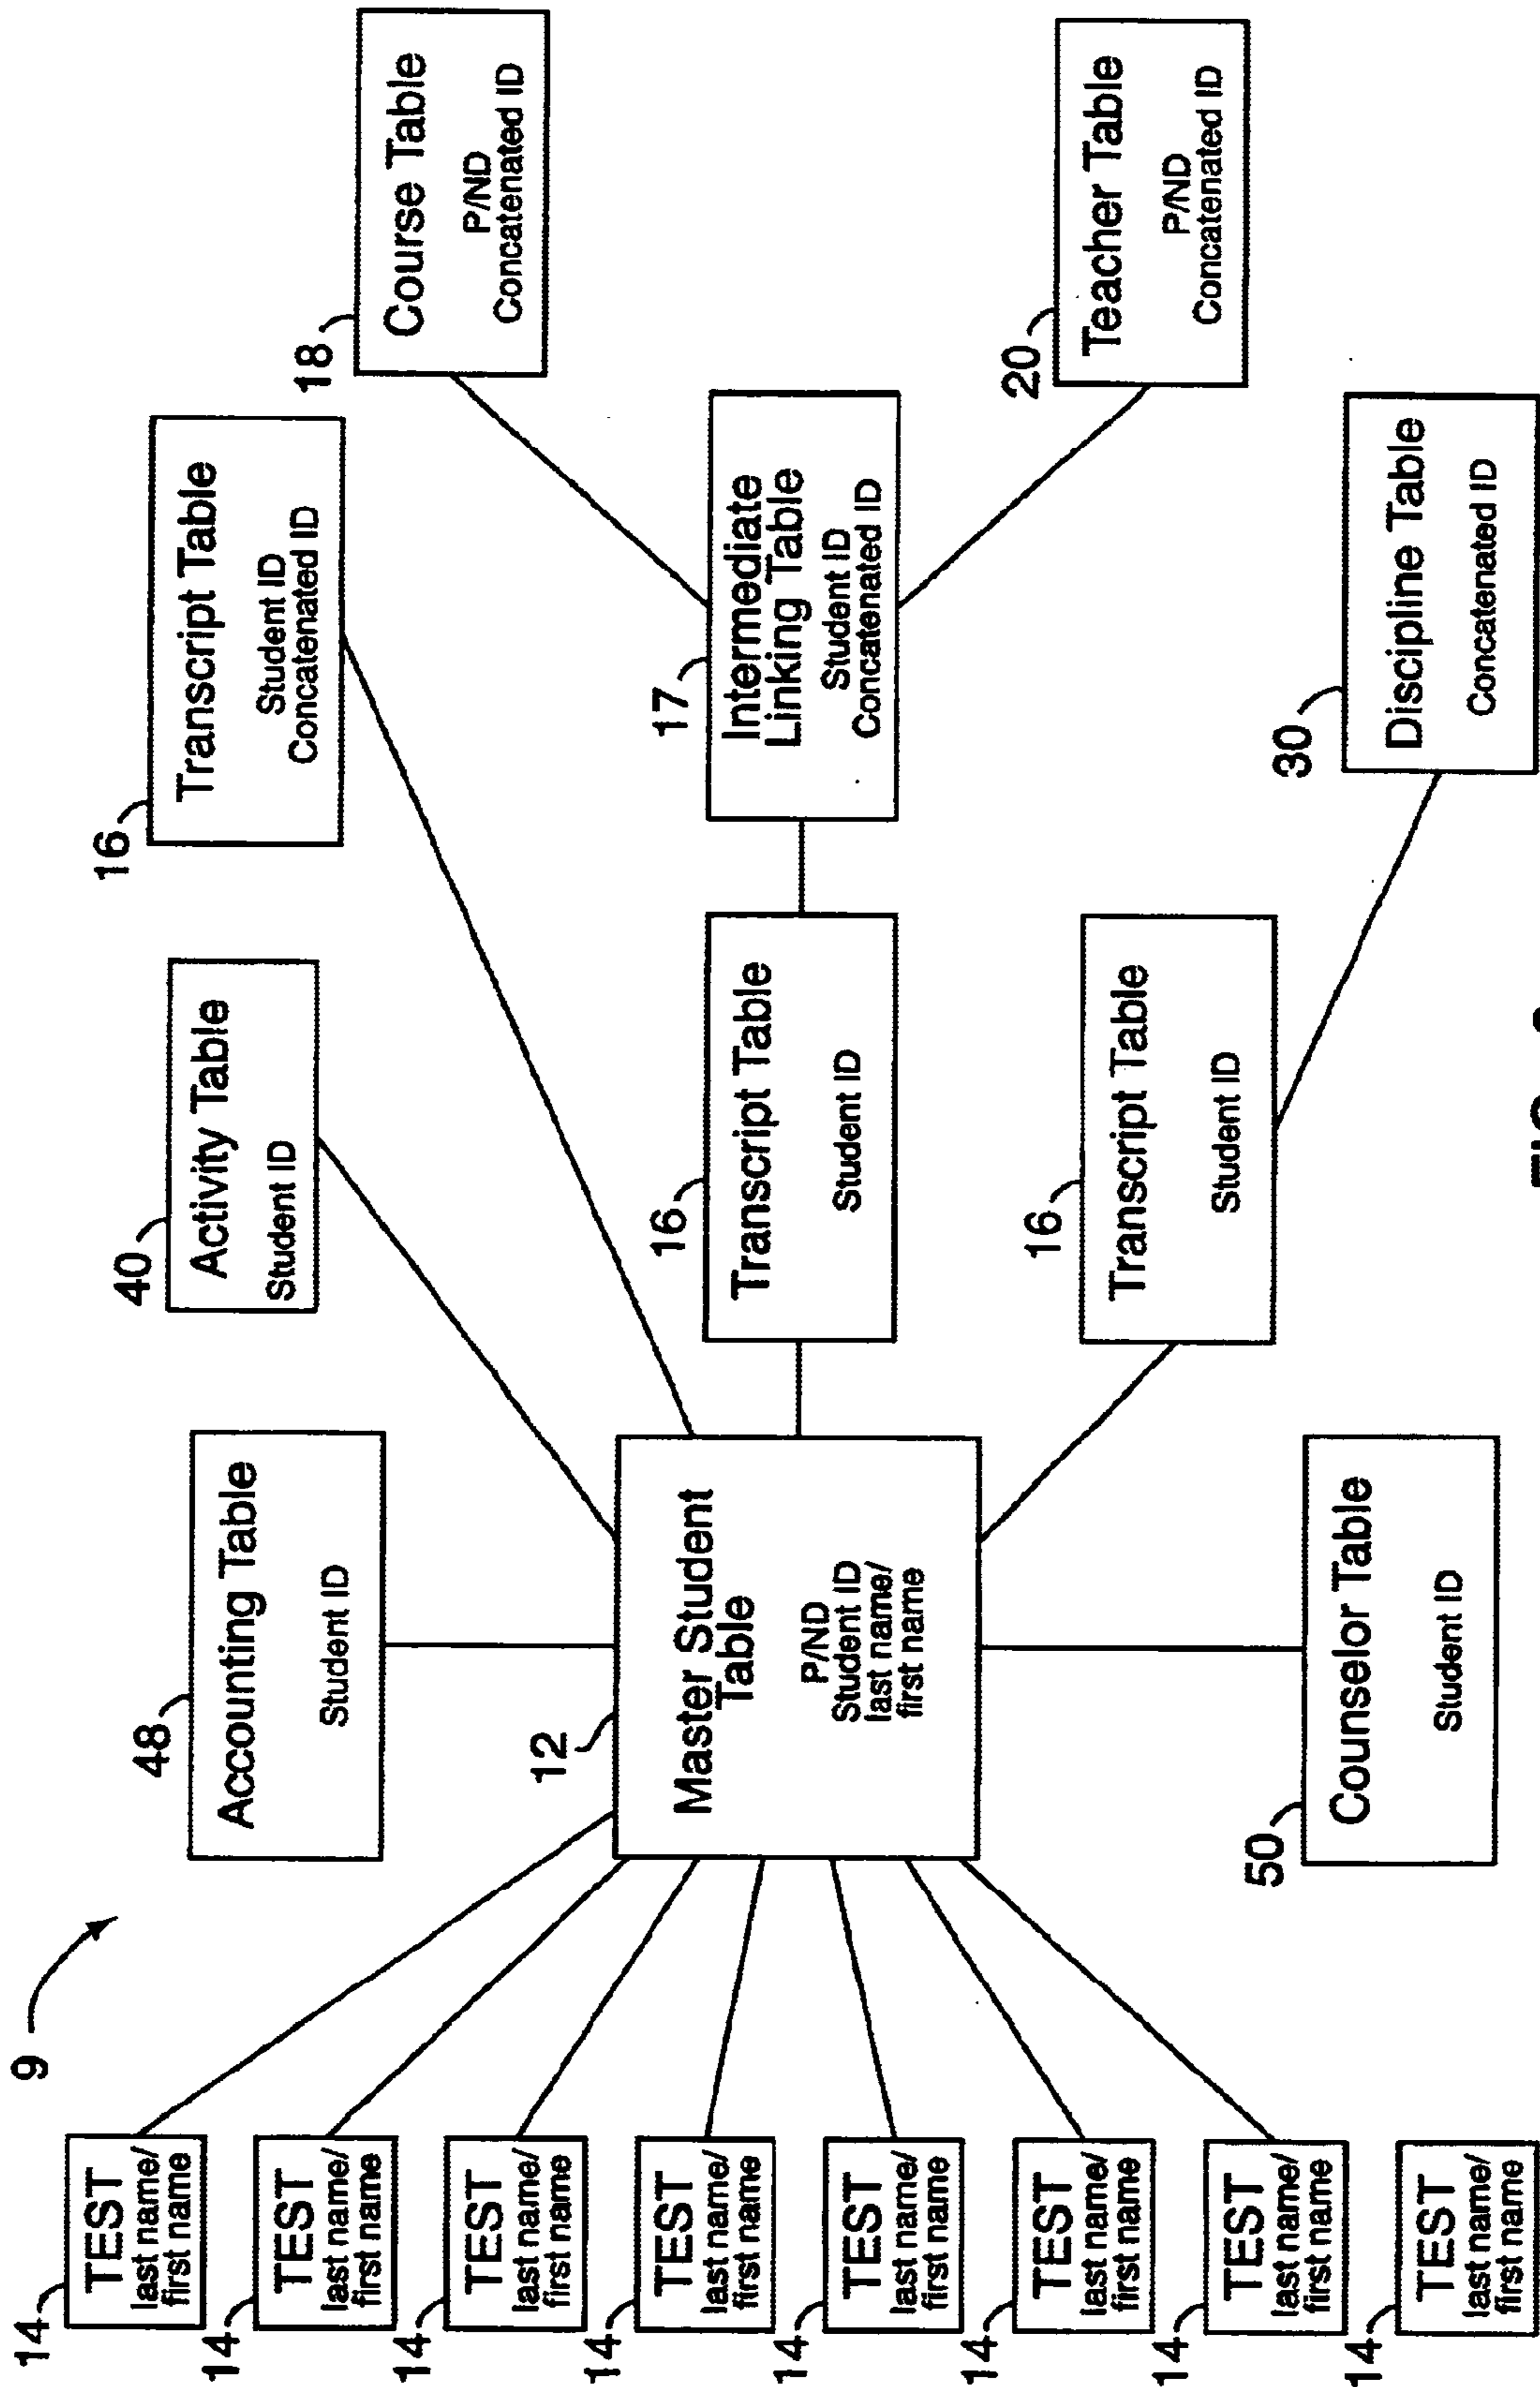 9
14
TEST
last name/
first name
14
TEST
last name/
first name
14
TEST
last name/
first name
14
TEST
last name/
first name
14
TEST
last name/
first name
14
TEST
last name/
first name
14
TEST
last name/
first name
14
TEST
last name/
first name
48
Accounting Table
Student ID
12
Master Student
Table
P/ND
Student ID
last name/
first name
50
Counselor Table
Student ID
40
Activity Table
Student ID
16
Transcript Table
Student ID
16
Transcript Table
Student ID
16
Transcript Table
Student ID
Concatenated ID
17
Intermediate
Linking Table
Student ID
Concatenated ID
30
Discipline Table
Concatenated ID
18
Course Table
P/ND
Concatenated ID
20
Teacher Table
P/ND
Concatenated ID
FIG.